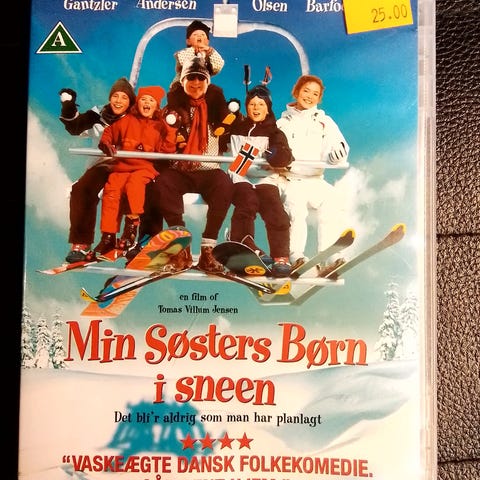 Gantzler Andersen Olsen
25.00
A
en film af
Tomas Villum Jensen
Min Søsters Børn
i sneen
Det bli'r aldrig som man har planlagt
"VASKEÆGTE DANSK FOLKEKOMEDIE.